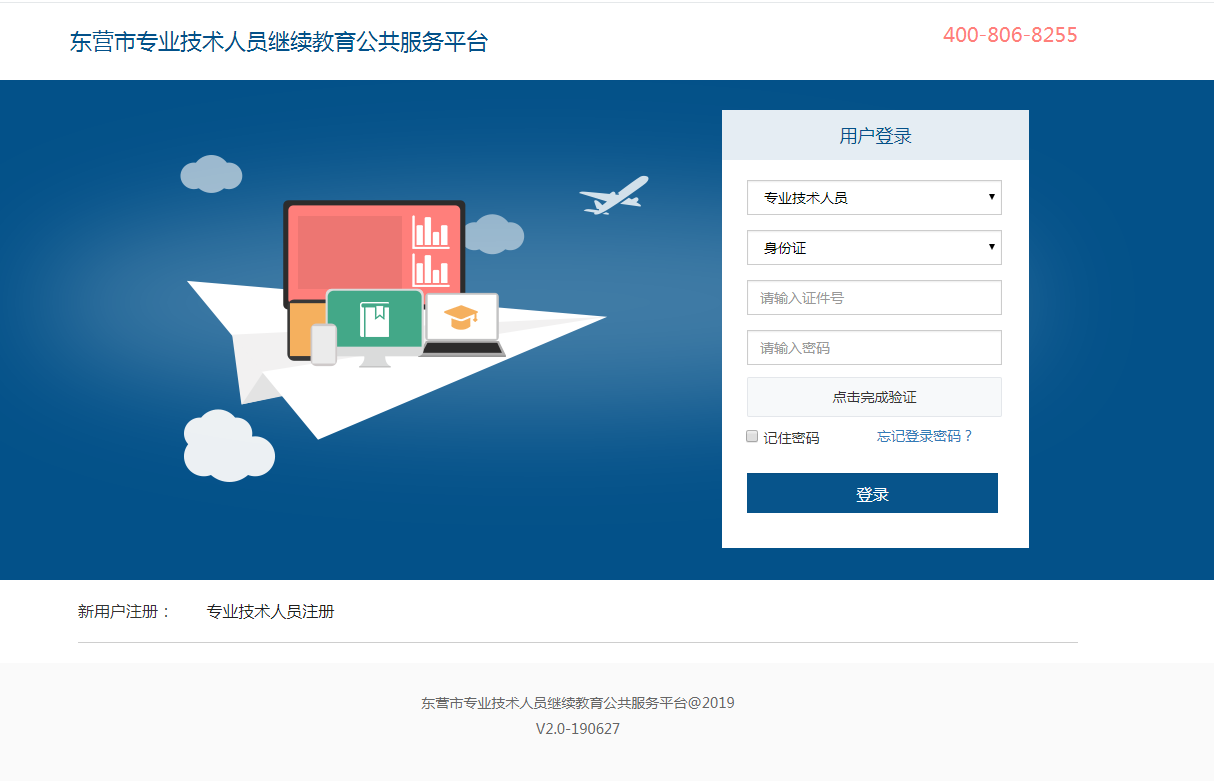 东营市专业技术人员继续教育公共服务平台
400-806-8255
用户登录
专业技术人员
身份证
请输入证件号
请输入密码
点击完成验证
记住密码 忘记登录密码？
登录
新用户注册： 专业技术人员注册
东营市专业技术人员继续教育公共服务平台@2019
V2.0-190627